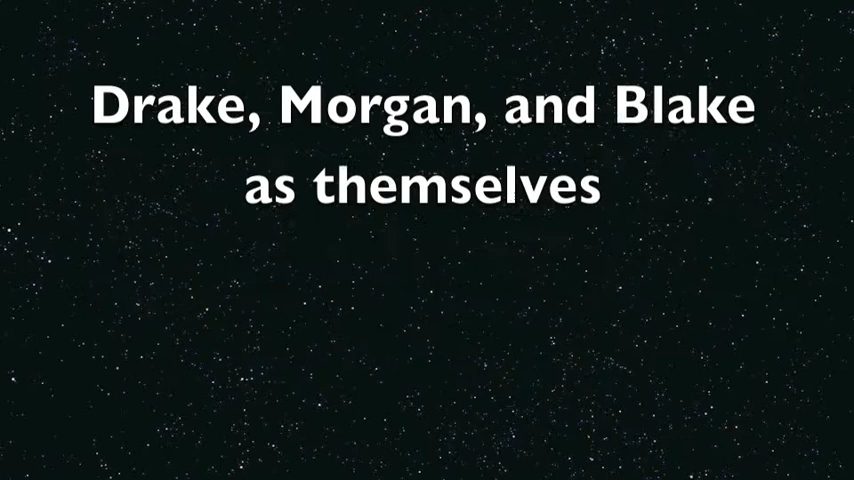 Drake, Morgan, and Blake
as themselves